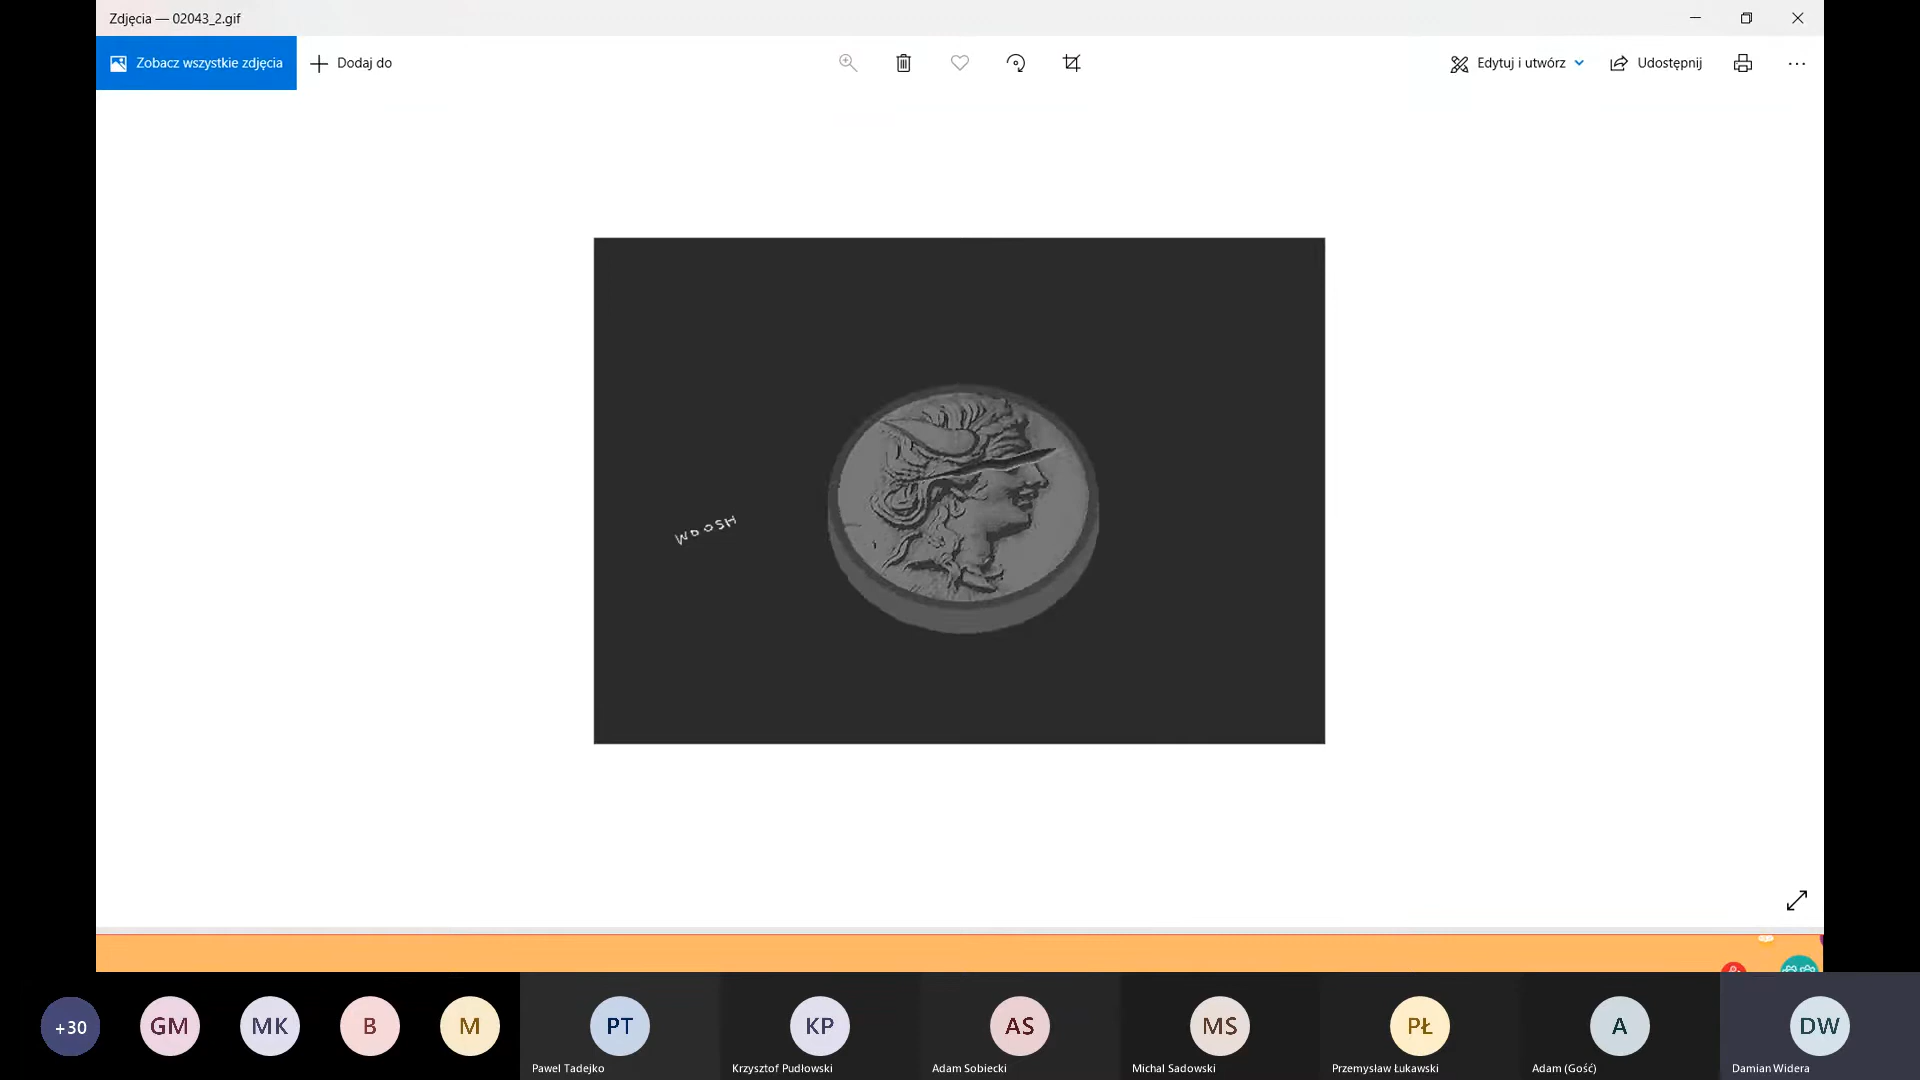 Zdjęcia — 02043_2.gif
Zobacz wszystkie zdjęcia
Dodaj do
Edytuj i utwórz
Udostępnij
WOOSH
+30
GM
MK
B
M
PT
KP
AS
MS
PŁ
A
DW
Pawel Tadejko
Krzysztof Pudłowski
Adam Sobiecki
Michal Sadowski
Przemysław Łukawski
Adam (Gość)
Damian Widera